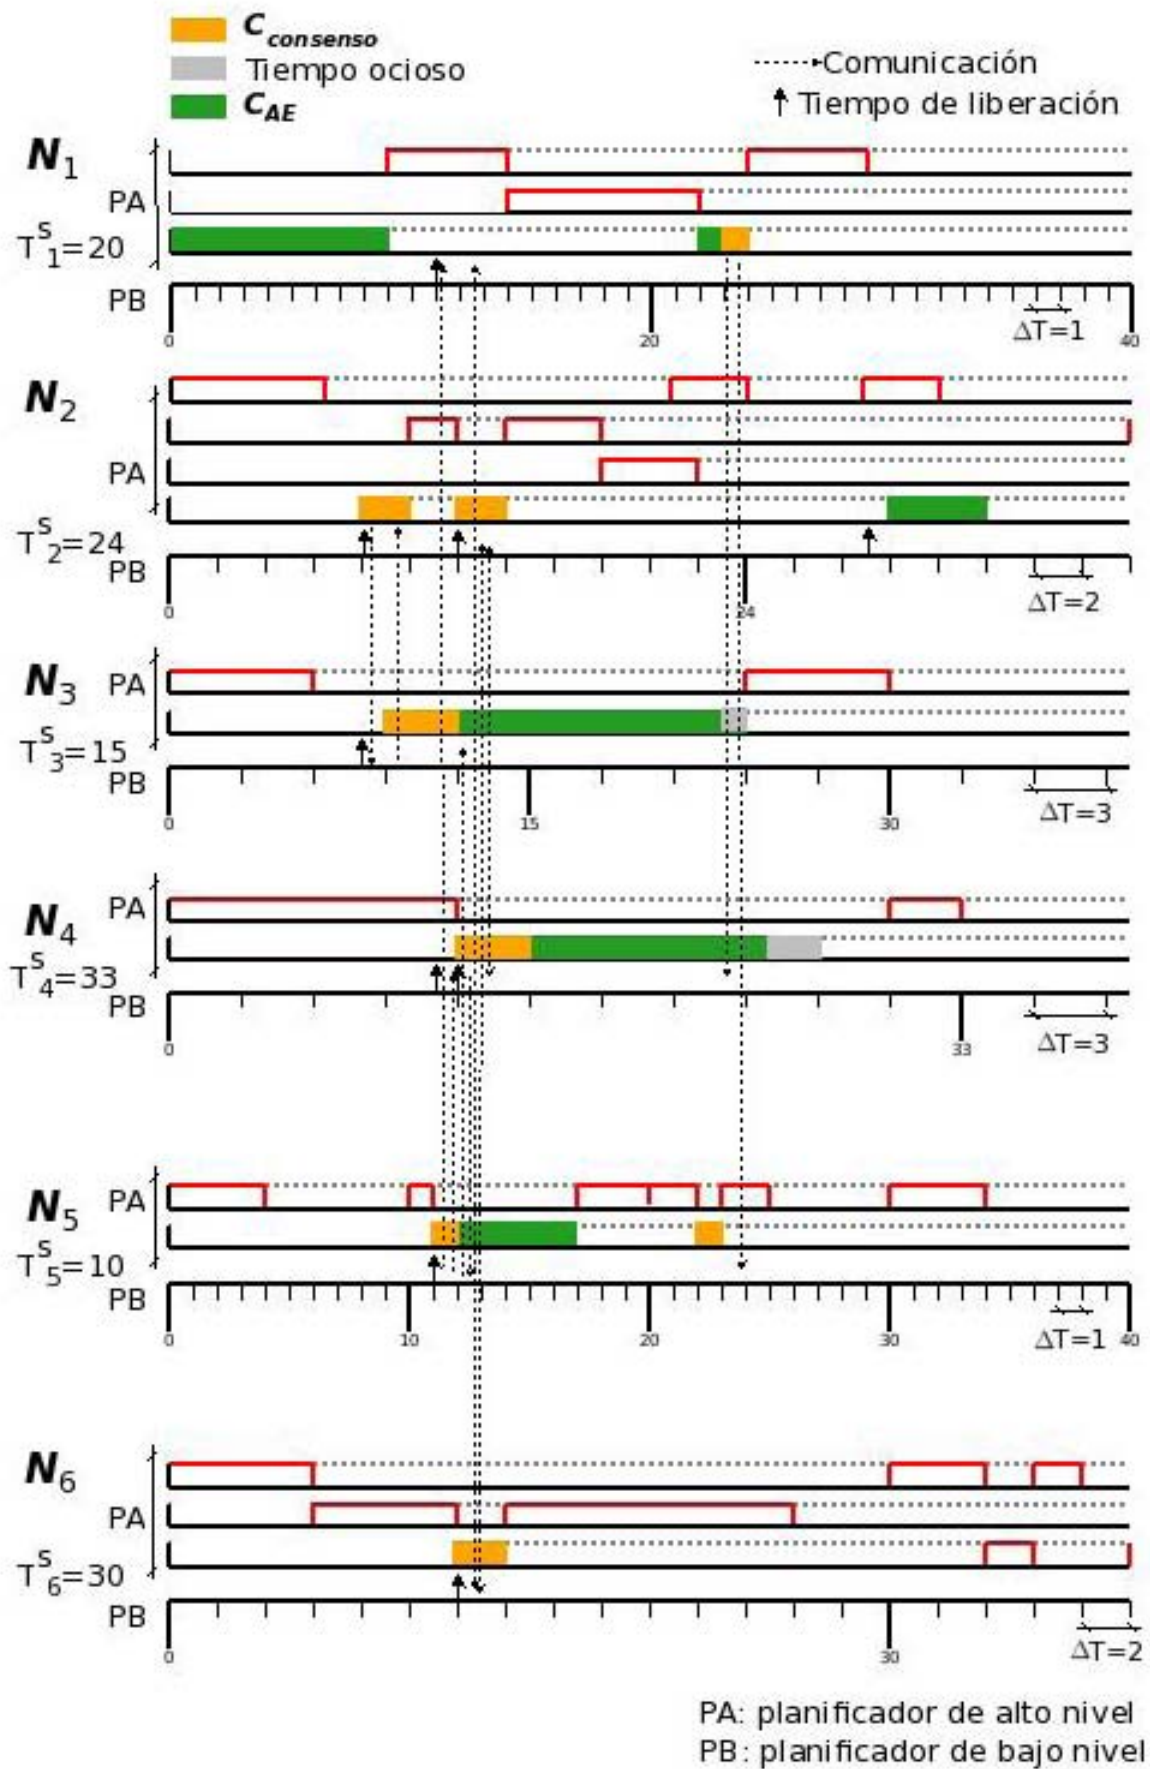 C consenso
Tiempo ocioso
C AE
Comunicación
Tiempo de liberación
N1
PA
T^S_1=20
PB
0 20 40
ΔT=1
N2
PA
T^S_2=24
PB
0 24
ΔT=2
N3
PA
T^S_3=15
PB
0 15 30
ΔT=3
N4
PA
T^S_4=33
PB
0 33
ΔT=3
N5
PA
T^S_5=10
PB
0 10 20 30 40
ΔT=1
N6
PA
T^S_6=30
PB
0 30
ΔT=2
PA: planificador de alto nivel
PB: planificador de bajo nivel